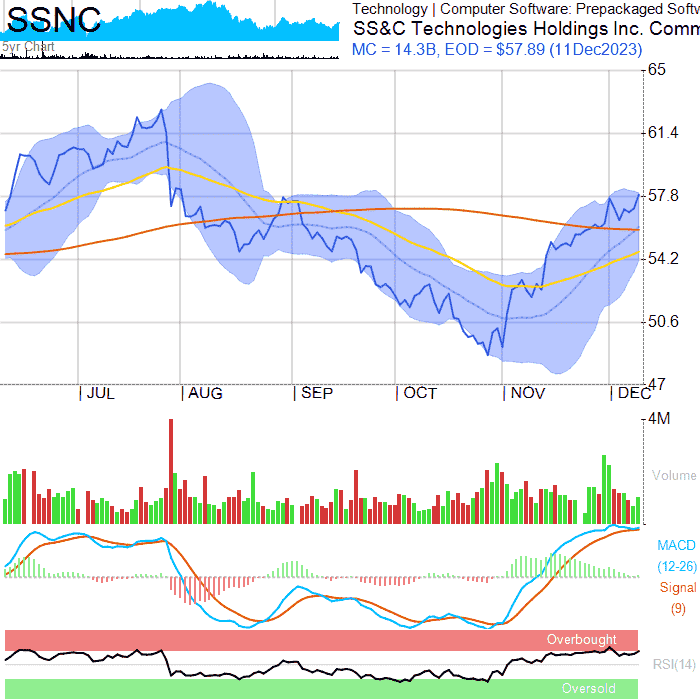 SSNC
Technology | Computer Software: Prepackaged Softw
SS&C Technologies Holdings Inc. Comm
MC = 14.3B, EOD = $57.89 (11Dec2023)
5yr Chart
65
61.4
57.8
54.2
50.6
47
JUL AUG SEP OCT NOV DEC
4M
Volume
MACD
(12-26)
Signal
(9)
Overbought
RSI(14)
Oversold